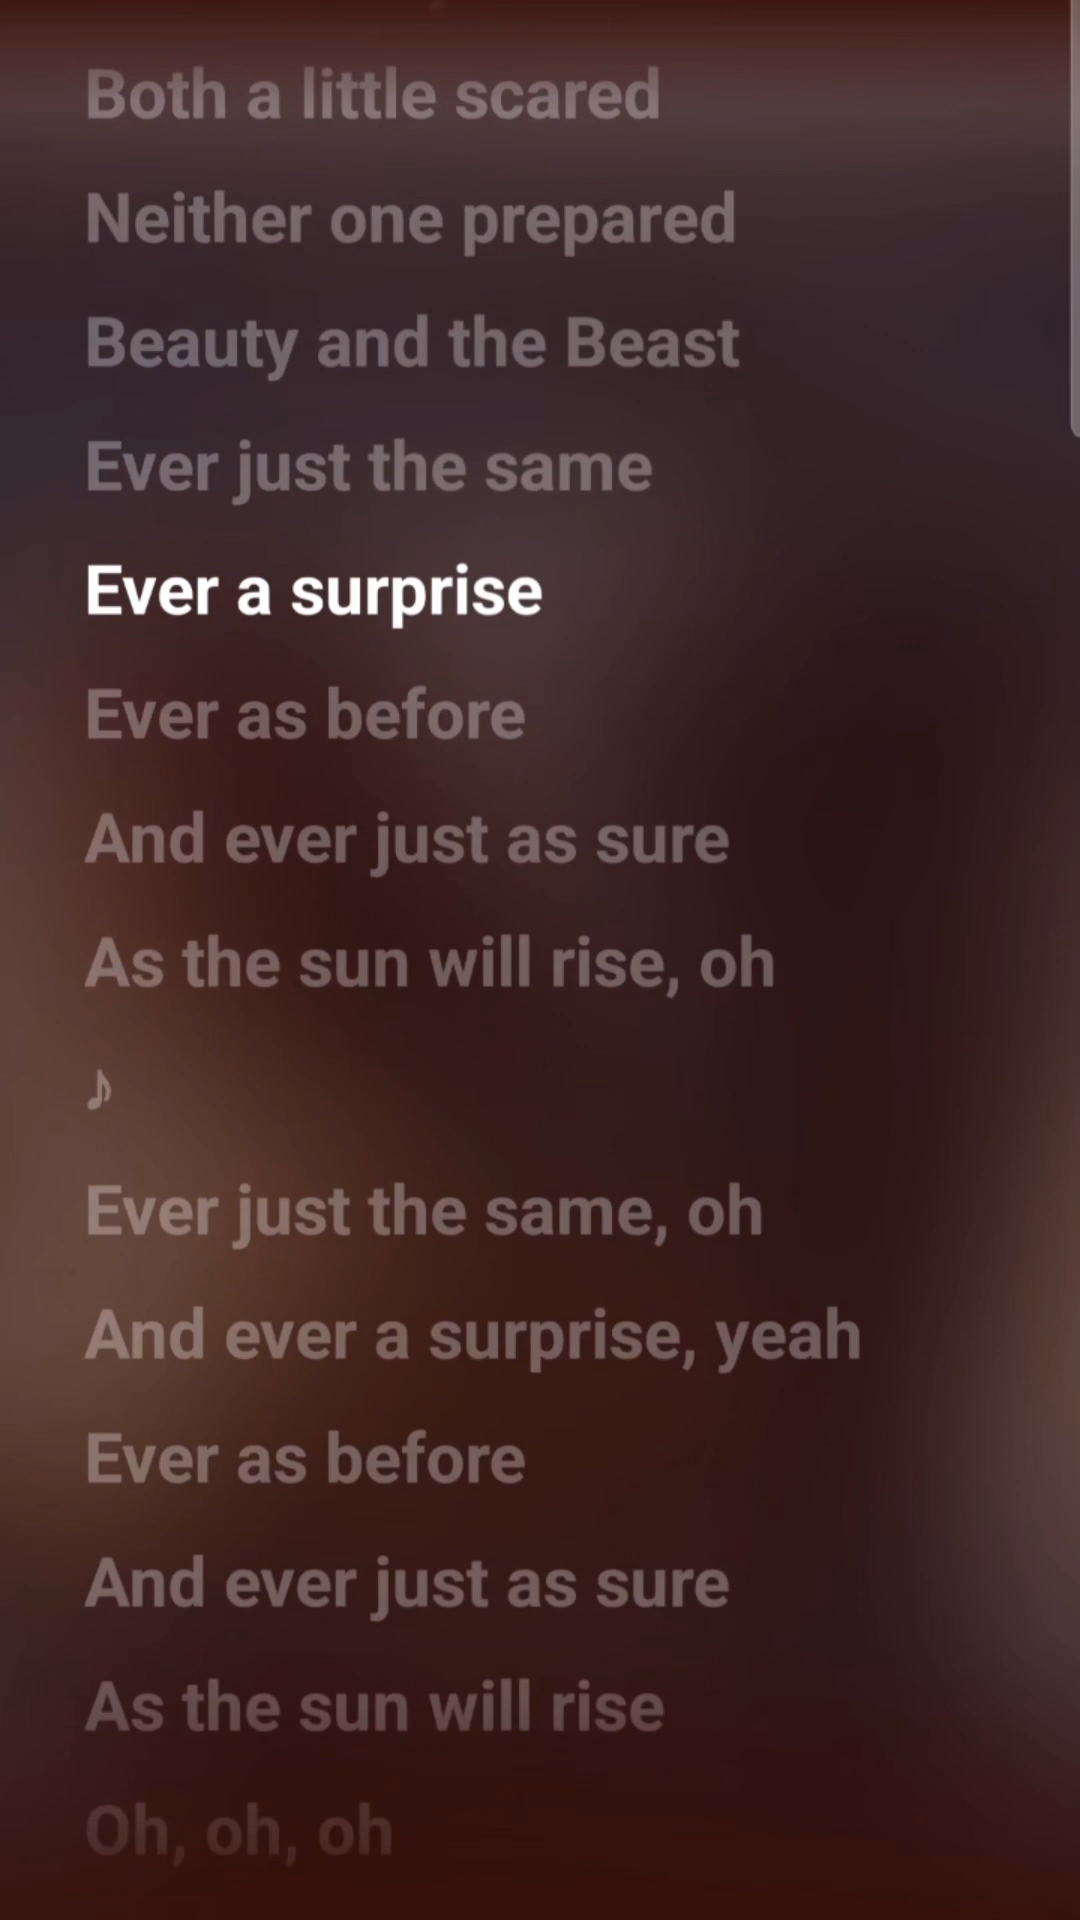 Both a little scared
Neither one prepared
Beauty and the Beast
Ever just the same
Ever a surprise
Ever as before
And ever just as sure
As the sun will rise, oh
♪
Ever just the same, oh
And ever a surprise, yeah
Ever as before
And ever just as sure
As the sun will rise
Oh, oh, oh